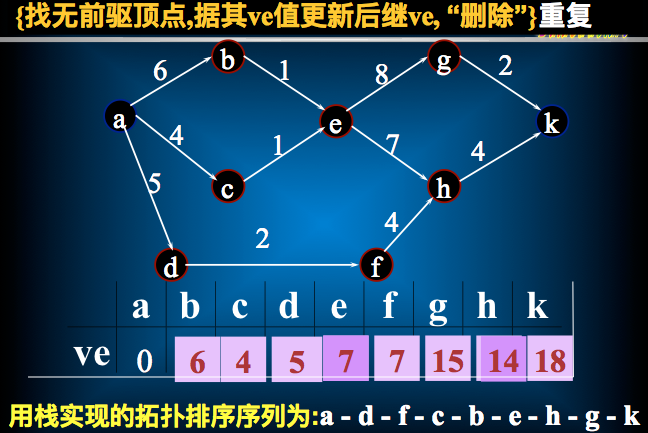 {找无前驱顶点,据其ve值更新后继ve, “删除”}重复
6
b
1
8
g
2
a
4
1
e
7
4
k
5
c
h
2
4
d
f
a b c d e f g h k
ve 0 6 4 5 7 7 15 14 18
用栈实现的拓扑排序序列为:a - d - f - c - b - e - h - g - k